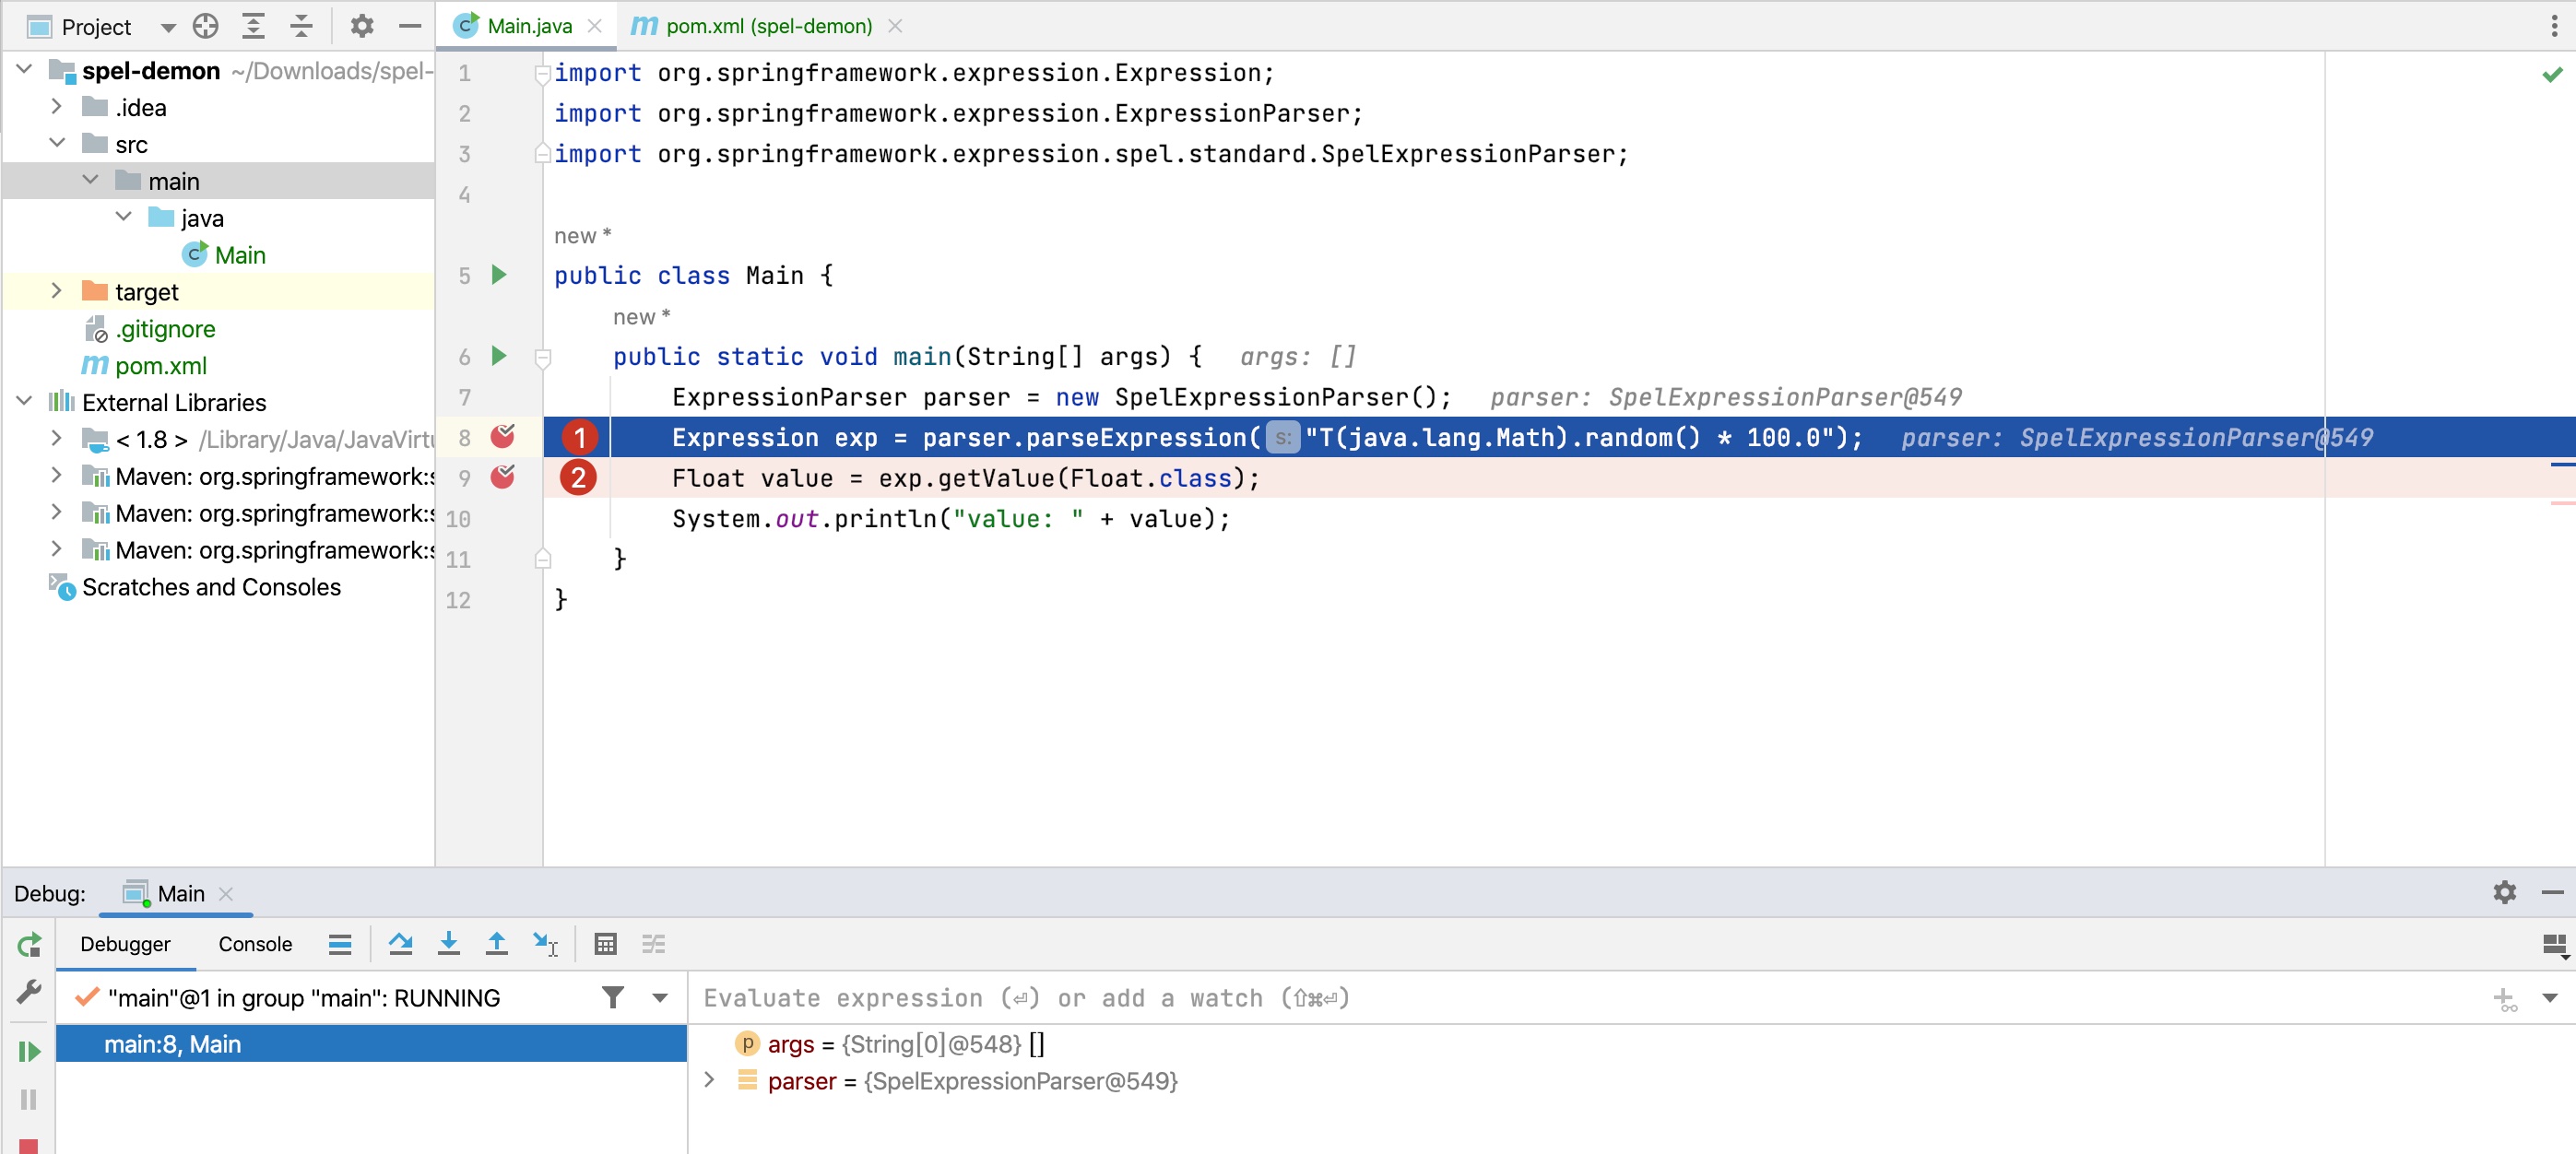 Project
Main.java
pom.xml (spel-demon)
spel-demon ~/Downloads/spel-
.idea
src
main
java
Main
target
.gitignore
pom.xml
External Libraries
< 1.8 > /Library/Java/JavaVirtu
Maven: org.springframework:s
Maven: org.springframework:s
Maven: org.springframework:s
Scratches and Consoles
1 import org.springframework.expression.Expression;
2 import org.springframework.expression.ExpressionParser;
3 import org.springframework.expression.spel.standard.SpelExpressionParser;
4
new *
5 public class Main {
new *
6 public static void main(String[] args) { args: []
7 ExpressionParser parser = new SpelExpressionParser(); parser: SpelExpressionParser@549
8 1 Expression exp = parser.parseExpression( s: "T(java.lang.Math).random() * 100.0"); parser: SpelExpressionParser@549
9 2 Float value = exp.getValue(Float.class);
10 System.out.println("value: " + value);
11 }
12 }
Debug: Main
Debugger Console
"main"@1 in group "main": RUNNING
main:8, Main
Evaluate expression (⏎) or add a watch (⇧⌘⏎)
p args = {String[0]@548} []
parser = {SpelExpressionParser@549}